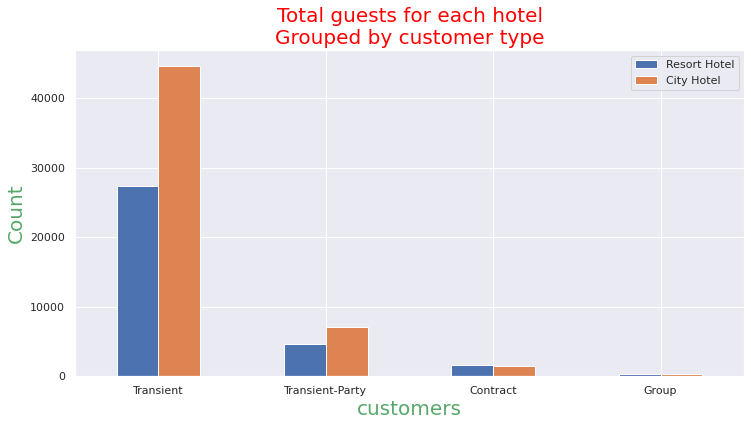 Total guests for each hotel
Grouped by customer type
Resort Hotel
City Hotel
Count
40000
30000
20000
10000
0
Transient
Transient-Party
Contract
Group
customers